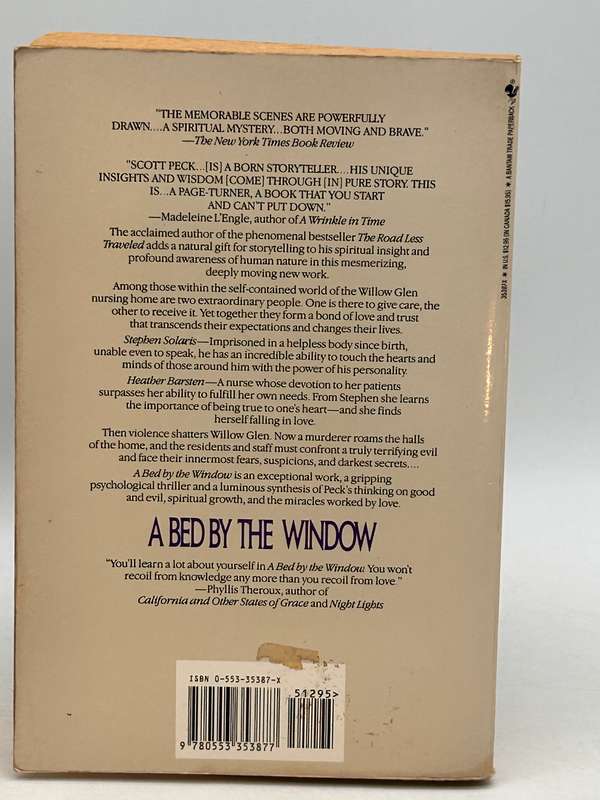 "THE MEMORABLE SCENES ARE POWERFULLY
DRAWN....A SPIRITUAL MYSTERY...BOTH MOVING AND BRAVE."
—The New York Times Book Review
"SCOTT PECK...[IS] A BORN STORYTELLER....HIS UNIQUE
INSIGHTS AND WISDOM [COME] THROUGH [IN] PURE STORY. THIS
IS...A PAGE-TURNER, A BOOK THAT YOU START
AND CAN'T PUT DOWN."
—Madeleine L'Engle, author of A Wrinkle in Time
The acclaimed author of the phenomenal bestseller The Road Less
Traveled adds a natural gift for storytelling to his spiritual insight and
profound awareness of human nature in this mesmerizing,
deeply moving new work.
Among those within the self-contained world of the Willow Glen
nursing home are two extraordinary people. One is there to give care, the
other to receive it. Yet together they form a bond of love and trust
that transcends their expectations and changes their lives.
Stephen Solaris—Imprisoned in a helpless body since birth,
unable even to speak, he has an incredible ability to touch the hearts and
minds of those around him with the power of his personality.
Heather Barsten—A nurse whose devotion to her patients
surpasses her ability to fulfill her own needs. From Stephen she learns
the importance of being true to one's heart—and she finds
herself falling in love.
Then violence shatters Willow Glen. Now a murderer roams the halls
of the home, and the residents and staff must confront a truly terrifying evil
and face their innermost fears, suspicions, and darkest secrets....
A Bed by the Window is an exceptional work, a gripping
psychological thriller and a luminous synthesis of Peck's thinking on good
and evil, spiritual growth, and the miracles worked by love.
A BED BY THE WINDOW
"You'll learn a lot about yourself in A Bed by the Window. You won't
recoil from knowledge any more than you recoil from love."
—Phyllis Theroux, author of
California and Other States of Grace and Night Lights
ISBN 0-553-35387-X
51295>
9 780553 353877
35387-X ★ IN U.S. $12.95 (IN CANADA $15.95) ★ A BANTAM TRADE PAPERBACK